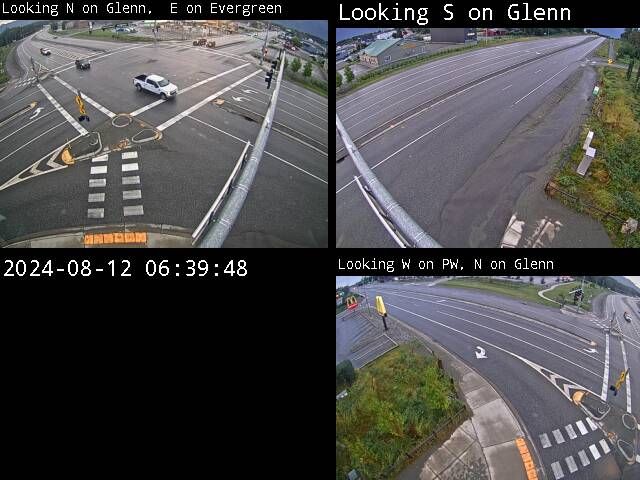 Looking N on Glenn, E on Evergreen
Looking S on Glenn
2024-08-12 06:39:48
Looking W on PW, N on Glenn